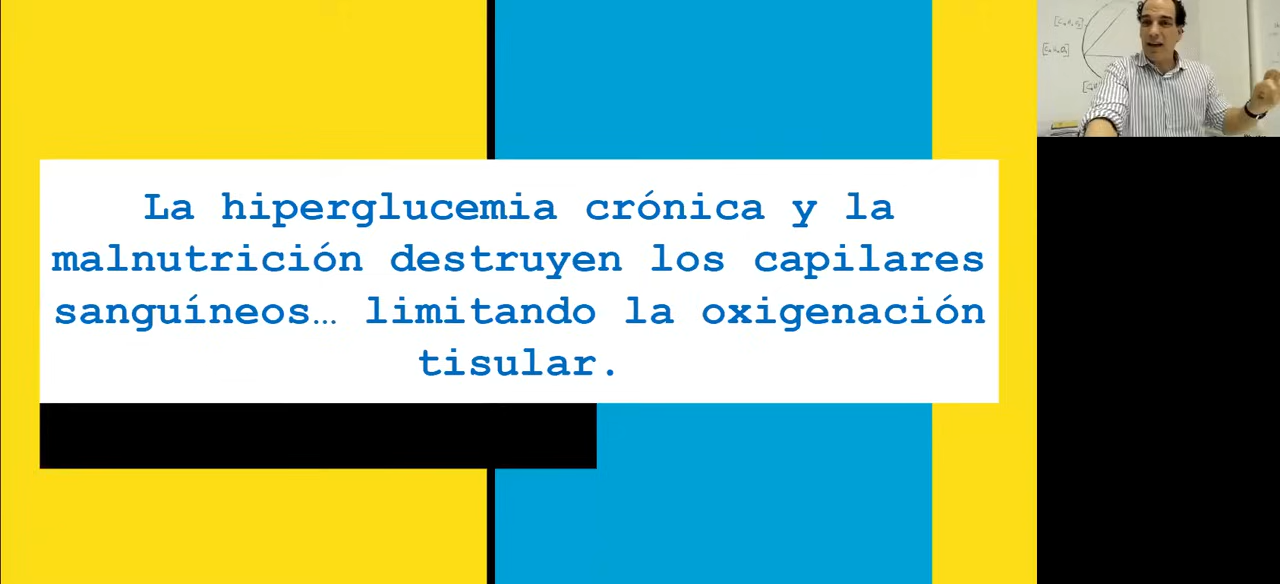 La hiperglucemia crónica y la
malnutrición destruyen los capilares
sanguíneos… limitando la oxigenación
tisular.